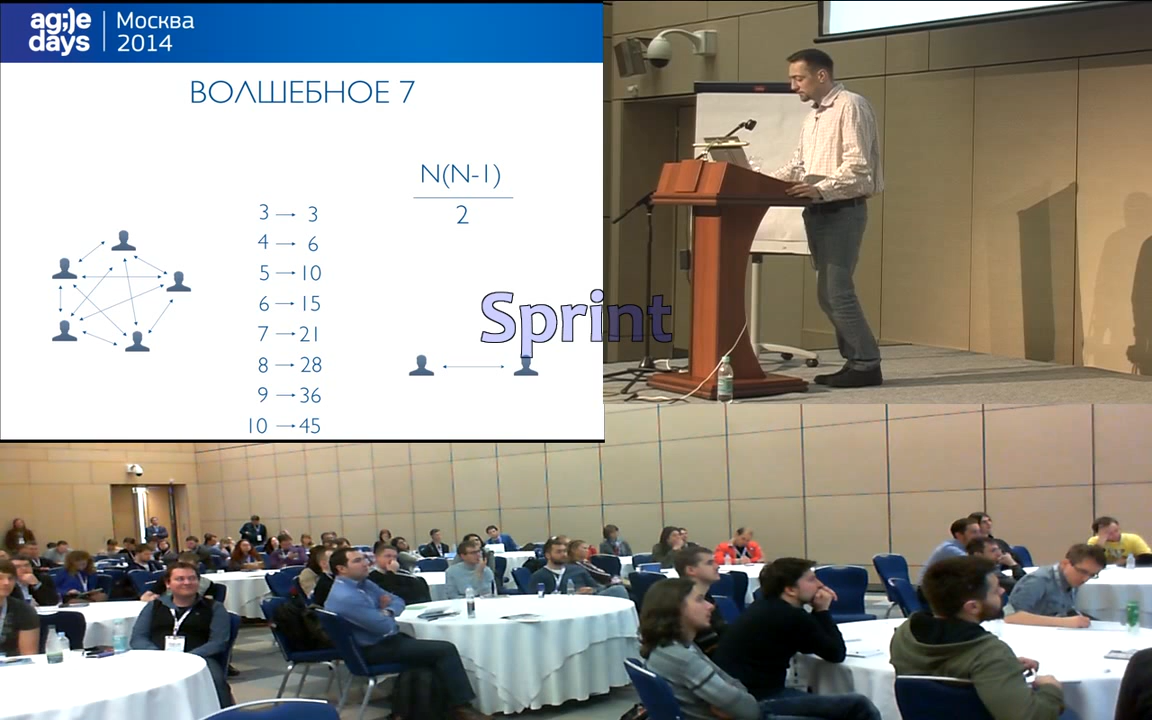 ag;)e
days
Москва
2014
ВОЛШЕБНОЕ 7
N(N-1)
2
3 → 3
4 → 6
5 → 10
6 → 15
7 → 21
8 → 28
9 → 36
10 → 45
Sprint